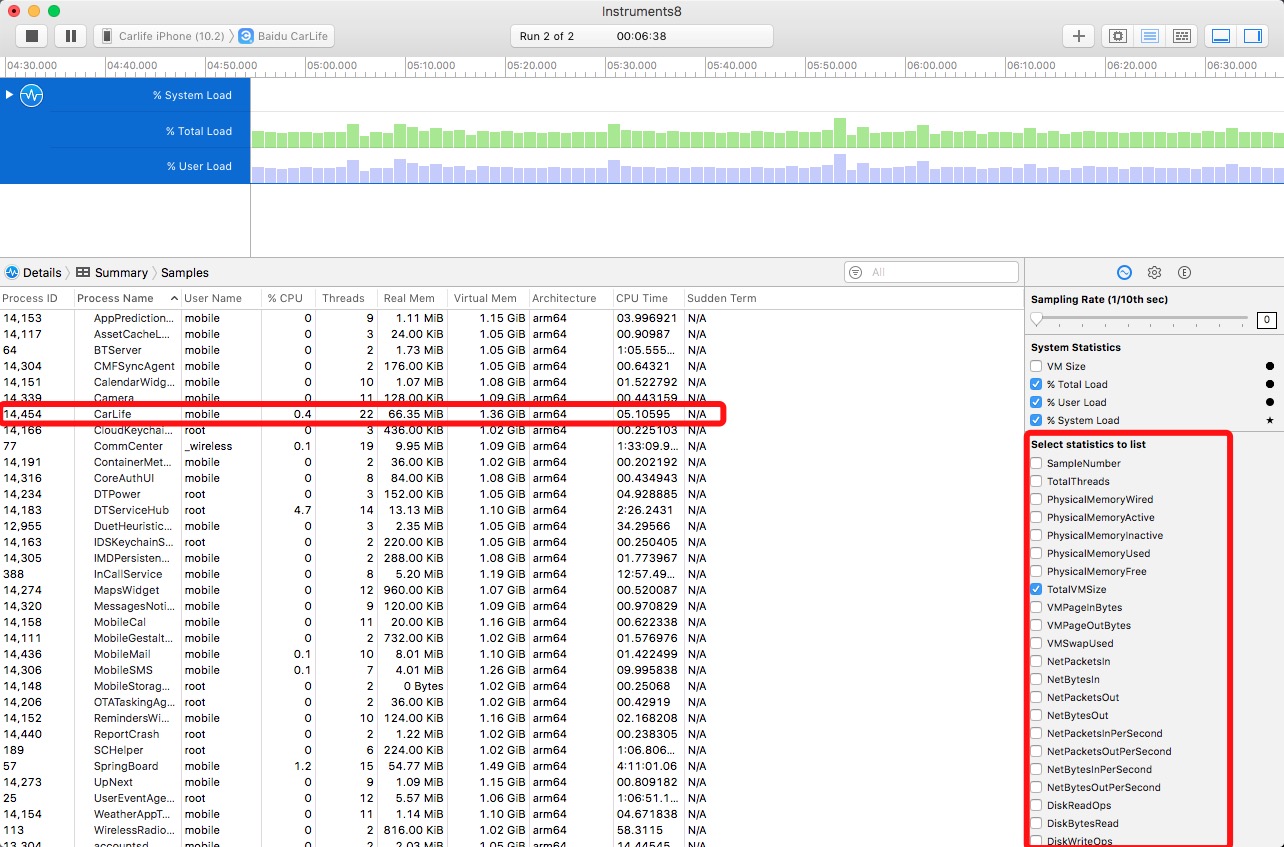 Instruments8
Carlife iPhone (10.2) 〉 Baidu CarLife
Run 2 of 2 00:06:38
04:30.000 04:40.000 04:50.000 05:00.000 05:10.000 05:20.000 05:30.000 05:40.000 05:50.000 06:00.000 06:10.000 06:20.000 06:30.000
% System Load
% Total Load
% User Load
Details 〉 Summary 〉 Samples
All
E
Process ID Process Name User Name % CPU Threads Real Mem Virtual Mem Architecture CPU Time Sudden Term
14,153 AppPrediction... mobile 0 9 1.11 MiB 1.15 GiB arm64 03.996921 N/A
14,117 AssetCacheL... mobile 0 3 24.00 KiB 1.05 GiB arm64 00.90987 N/A
64 BTServer mobile 0 2 1.73 MiB 1.05 GiB arm64 1:05.555... N/A
14,304 CMFSyncAgent mobile 0 2 176.00 KiB 1.05 GiB arm64 00.64321 N/A
14,151 CalendarWidg... mobile 0 10 1.07 MiB 1.08 GiB arm64 01.522792 N/A
14,339 Camera mobile 0 11 128.00 KiB 1.09 GiB arm64 00.443159 N/A
14,454 CarLife mobile 0.4 22 66.35 MiB 1.36 GiB arm64 05.10595 N/A
14,166 CloudKeychai... root 0 3 436.00 KiB 1.02 GiB arm64 00.225103 N/A
77 CommCenter _wireless 0.1 19 9.95 MiB 1.09 GiB arm64 1:33:09.9... N/A
14,191 ContainerMet... mobile 0 2 36.00 KiB 1.02 GiB arm64 00.202192 N/A
14,316 CoreAuthUI mobile 0 8 84.00 KiB 1.08 GiB arm64 00.434943 N/A
14,234 DTPower root 0 3 152.00 KiB 1.05 GiB arm64 04.928885 N/A
14,183 DTServiceHub root 4.7 14 13.13 MiB 1.10 GiB arm64 2:26.2431 N/A
12,955 DuetHeuristic... mobile 0 3 2.35 MiB 1.05 GiB arm64 34.29566 N/A
14,163 IDSKeychainS... root 0 2 220.00 KiB 1.05 GiB arm64 00.250405 N/A
14,305 IMDPersisten... mobile 0 2 288.00 KiB 1.08 GiB arm64 01.773967 N/A
388 InCallService mobile 0 8 5.20 MiB 1.19 GiB arm64 12:57.49... N/A
14,274 MapsWidget mobile 0 12 960.00 KiB 1.07 GiB arm64 00.520087 N/A
14,320 MessagesNoti... mobile 0 9 120.00 KiB 1.09 GiB arm64 00.970829 N/A
14,158 MobileCal mobile 0 11 20.00 KiB 1.16 GiB arm64 00.622338 N/A
14,111 MobileGestalt... mobile 0 2 732.00 KiB 1.02 GiB arm64 01.576976 N/A
14,436 MobileMail mobile 0.1 10 8.01 MiB 1.10 GiB arm64 01.422499 N/A
14,306 MobileSMS mobile 0.1 7 4.01 MiB 1.26 GiB arm64 09.995838 N/A
14,148 MobileStorag... root 0 2 0 Bytes 1.02 GiB arm64 00.25068 N/A
14,206 OTATaskingAg... root 0 2 36.00 KiB 1.02 GiB arm64 00.42919 N/A
14,152 RemindersWi... mobile 0 10 124.00 KiB 1.16 GiB arm64 02.168208 N/A
14,440 ReportCrash root 0 2 1.22 MiB 1.02 GiB arm64 00.238305 N/A
189 SCHelper root 0 6 224.00 KiB 1.02 GiB arm64 1:06.806... N/A
57 SpringBoard mobile 1.2 15 54.77 MiB 1.49 GiB arm64 4:11:01.06 N/A
14,273 UpNext mobile 0 2 1.09 MiB 1.15 GiB arm64 00.809182 N/A
25 UserEventAge... root 0 12 5.57 MiB 1.06 GiB arm64 1:06:51.1... N/A
14,154 WeatherAppT... mobile 0 11 1.14 MiB 1.10 GiB arm64 04.671838 N/A
113 WirelessRadio... mobile 0 2 816.00 KiB 1.02 GiB arm64 58.3115 N/A
13,304 accountsd mobile 0 2 4.44 MiB 1.06 GiB arm64 14.44545 N/A
Sampling Rate (1/10th sec)
0
System Statistics
VM Size
% Total Load
% User Load
% System Load
Select statistics to list
SampleNumber
TotalThreads
PhysicalMemoryWired
PhysicalMemoryActive
PhysicalMemoryInactive
PhysicalMemoryUsed
PhysicalMemoryFree
TotalVMSize
VMPageInBytes
VMPageOutBytes
VMSwapUsed
NetPacketsIn
NetBytesIn
NetPacketsOut
NetBytesOut
NetPacketsInPerSecond
NetPacketsOutPerSecond
NetBytesInPerSecond
NetBytesOutPerSecond
DiskReadOps
DiskBytesRead
DiskWriteOps